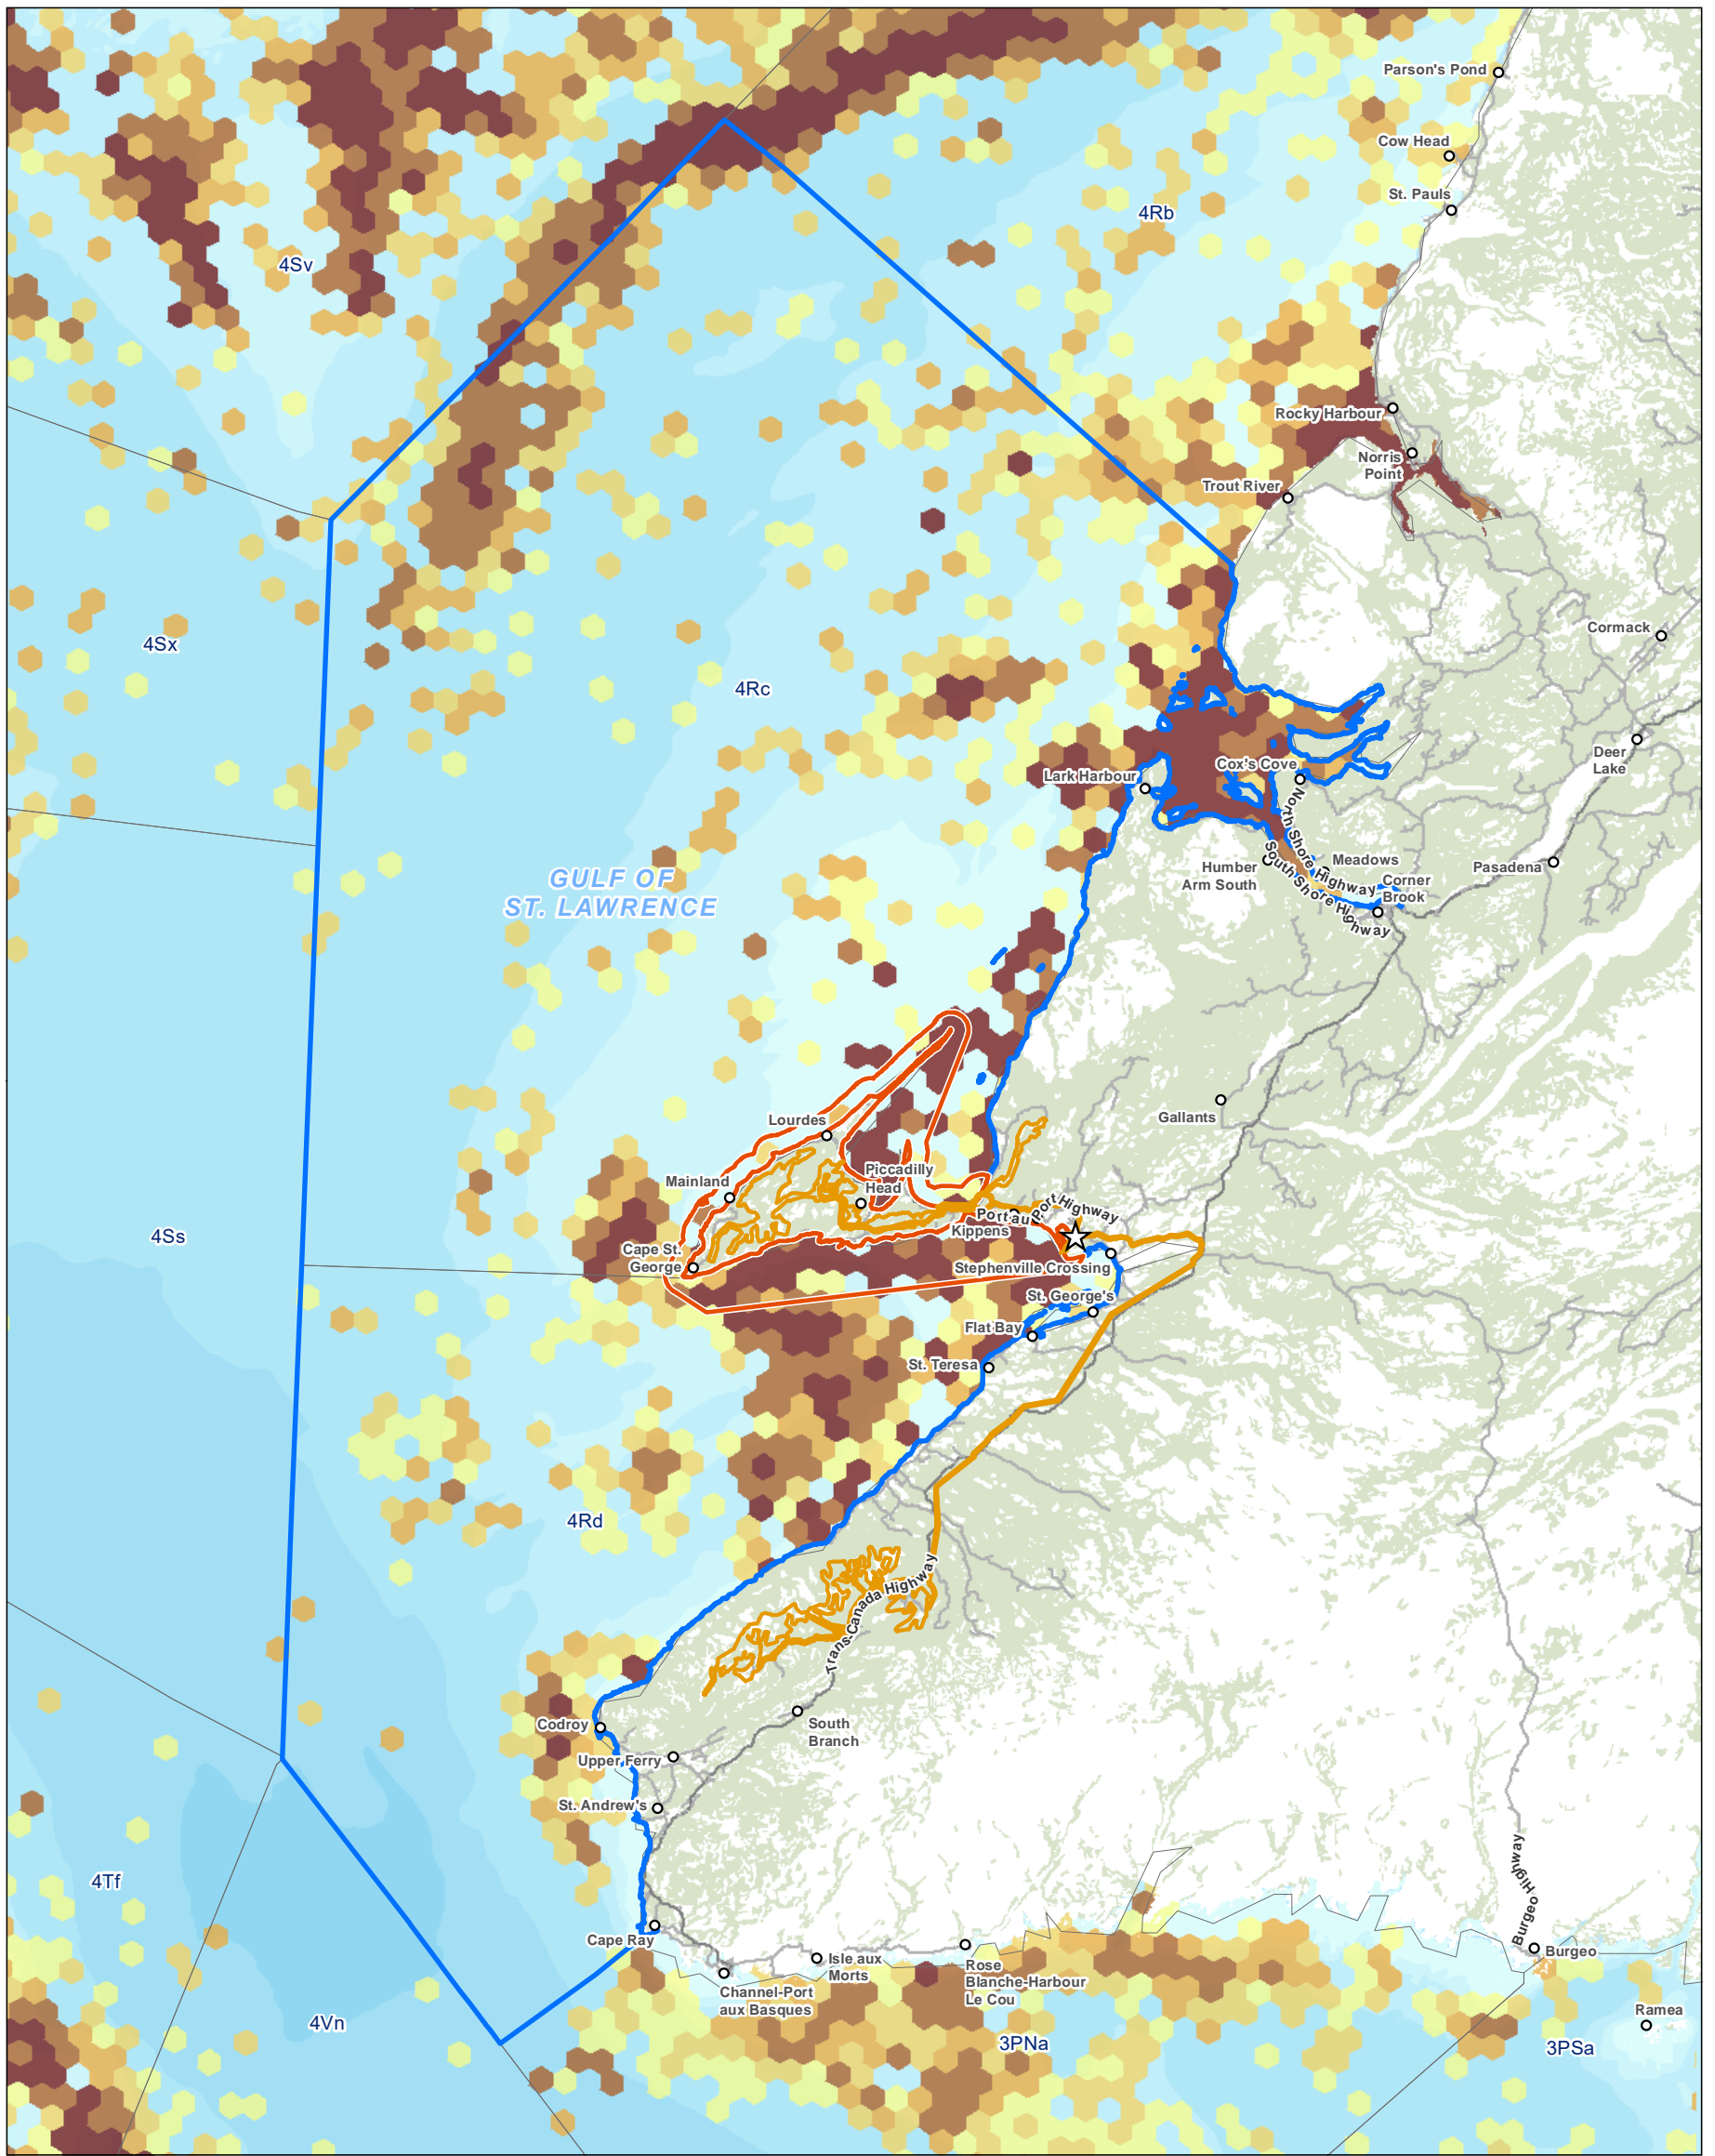 Parson's Pond
Cow Head
St. Pauls
4Rb
4Sv
Rocky Harbour
Norris
Point
Trout River
Cormack
4Sx
4Rc
Deer
Lake
Cox's Cove
Lark Harbour
North Shore Highway
Meadows
Humber
Arm South
South Shore Highway
Corner
Brook
Pasadena
GULF OF
ST. LAWRENCE
Gallants
Lourdes
Piccadilly
Head
Mainland
Port au Port Highway
Kippens
4Ss
Cape St.
George
Stephenville Crossing
St. George's
Flat Bay
St. Teresa
4Rd
Trans-Canada Highway
South
Branch
Codroy
Upper Ferry
St. Andrew's
4Tf
Burgeo Highway
Cape Ray
Isle aux
Morts
Rose
Blanche-Harbour
Le Cou
Burgeo
Channel-Port
aux Basques
Ramea
4Vn
3PNa
3PSa